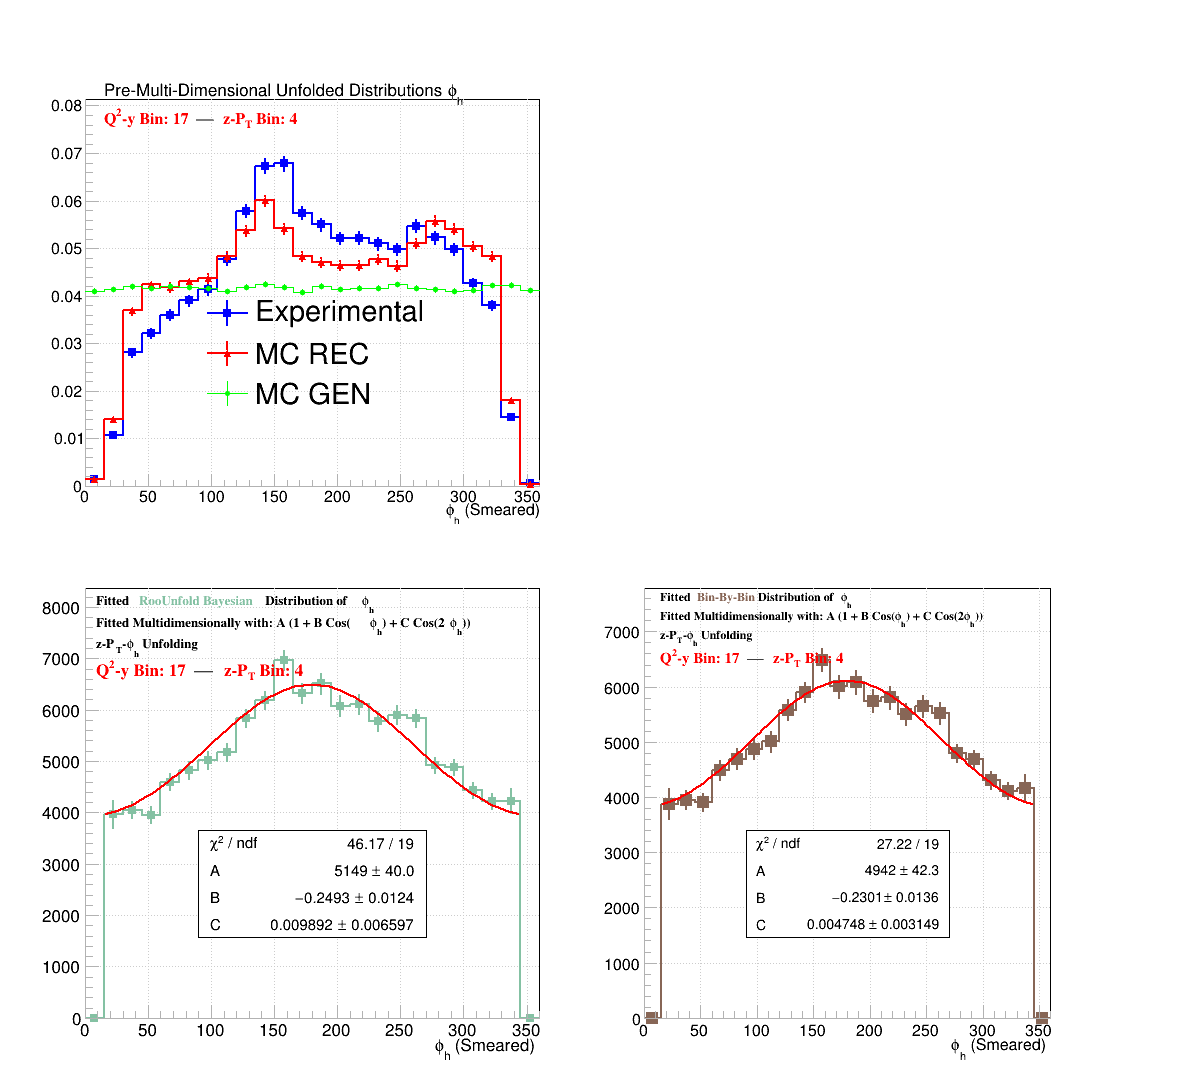 Pre-Multi-Dimensional Unfolded Distributions ϕ_h
Q²-y Bin: 17 — z-P_T Bin: 4
0.08
0.07
0.06
0.05
0.04
0.03
0.02
0.01
0
Experimental
MC REC
MC GEN
0 50 100 150 200 250 300 350
ϕ_h (Smeared)
Fitted RooUnfold Bayesian Distribution of ϕ_h
Fitted Multidimensionally with: A (1 + B Cos( ϕ_h) + C Cos(2 ϕ_h))
z-P_T-ϕ_h Unfolding
Q²-y Bin: 17 — z-P_T Bin: 4
8000
7000
6000
5000
4000
3000
2000
1000
0
χ² / ndf 46.17 / 19
A 5149 ± 40.0
B −0.2493 ± 0.0124
C 0.009892 ± 0.006597
0 50 100 150 200 250 300 350
ϕ_h (Smeared)
Fitted Bin-By-Bin Distribution of ϕ_h
Fitted Multidimensionally with: A (1 + B Cos(ϕ_h) + C Cos(2ϕ_h))
z-P_T-ϕ_h Unfolding
Q²-y Bin: 17 — z-P_T Bin: 4
7000
6000
5000
4000
3000
2000
1000
0
χ² / ndf 27.22 / 19
A 4942 ± 42.3
B −0.2301± 0.0136
C 0.004748 ± 0.003149
0 50 100 150 200 250 300 350
ϕ_h (Smeared)